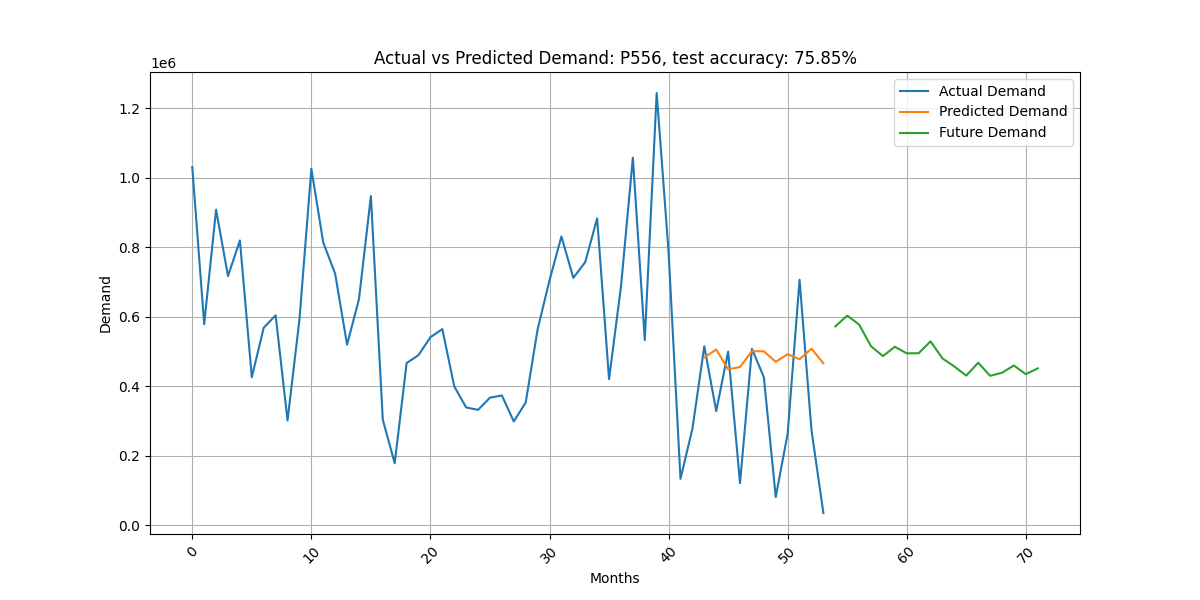 Actual vs Predicted Demand: P556, test accuracy: 75.85%
1e6
Actual Demand
Predicted Demand
Future Demand
1.2
1.0
0.8
0.6
0.4
0.2
0.0
Demand
0 10 20 30 40 50 60 70
Months